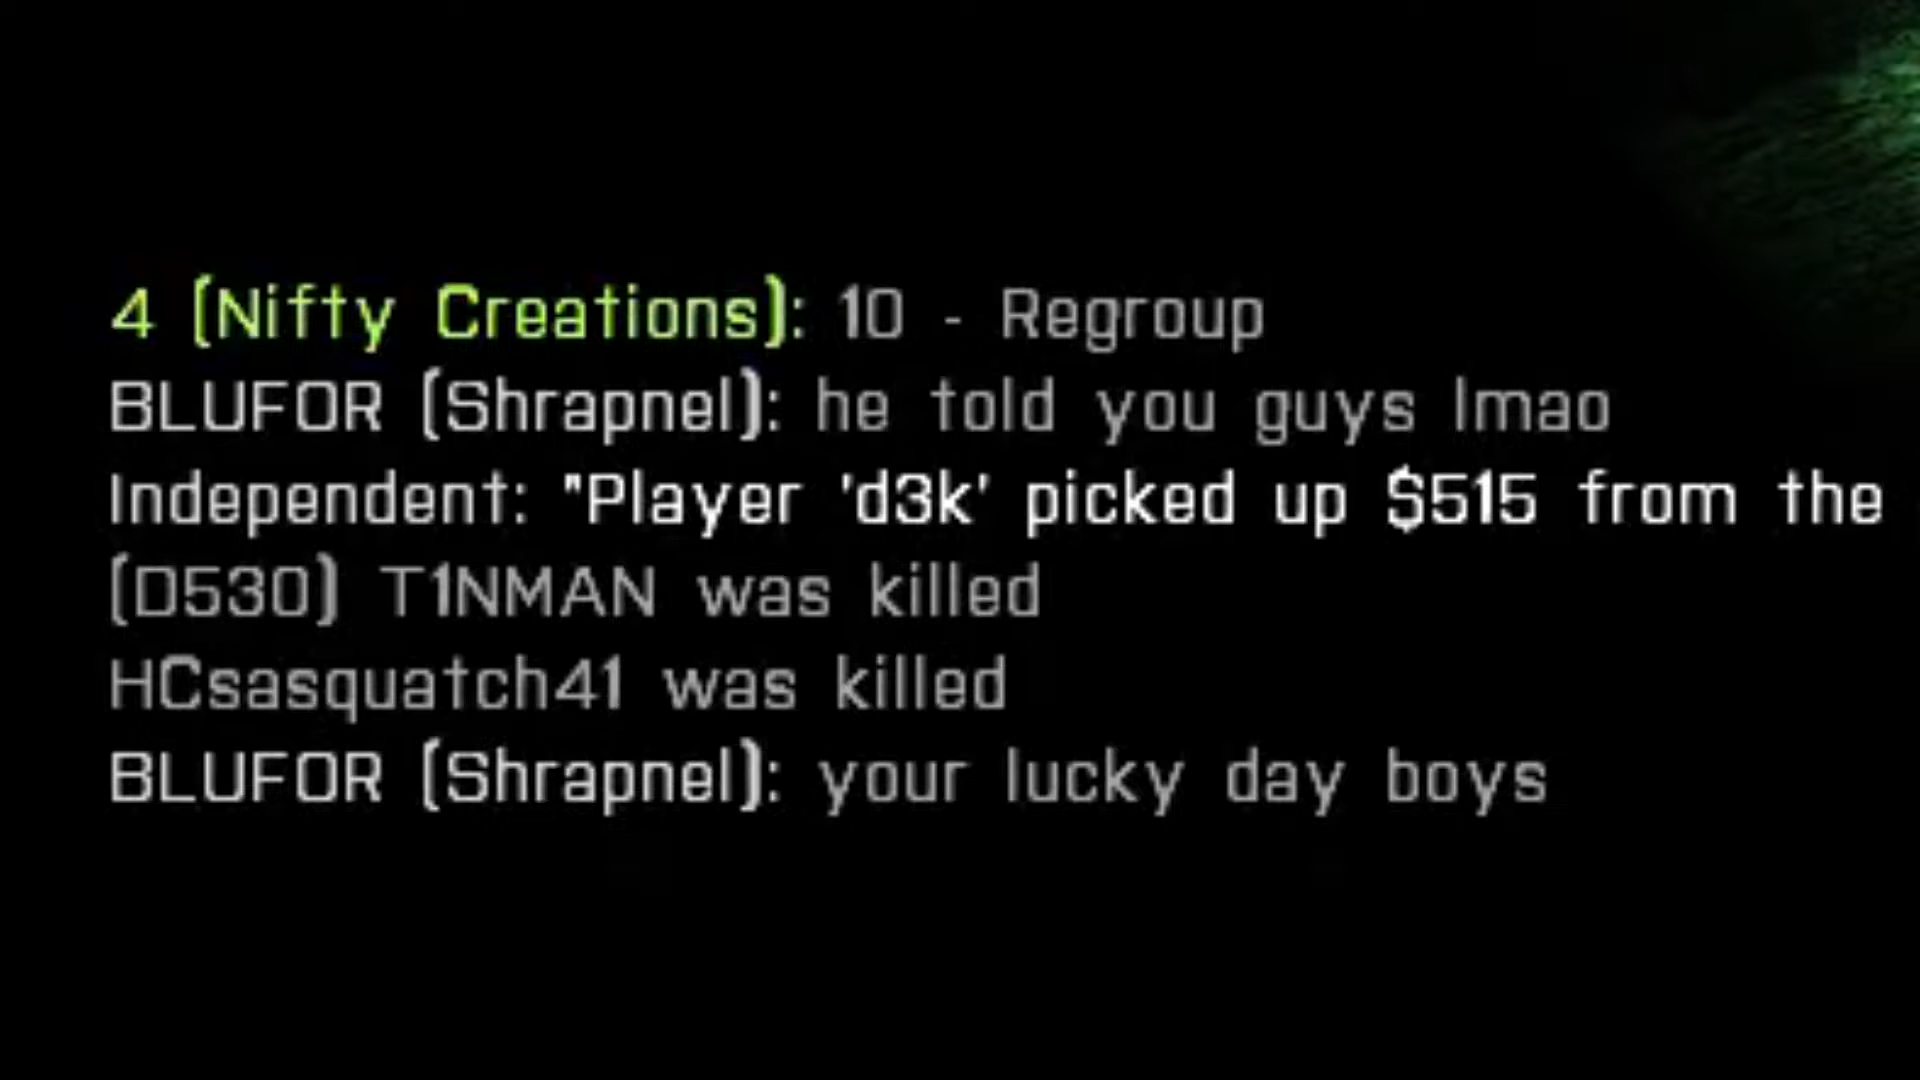 4 (Nifty Creations): 10 - Regroup
BLUFOR (Shrapnel): he told you guys lmao
Independent: "Player 'd3k' picked up $515 from the
(D530) T1NMAN was killed
HCsasquatch41 was killed
BLUFOR (Shrapnel): your lucky day boys